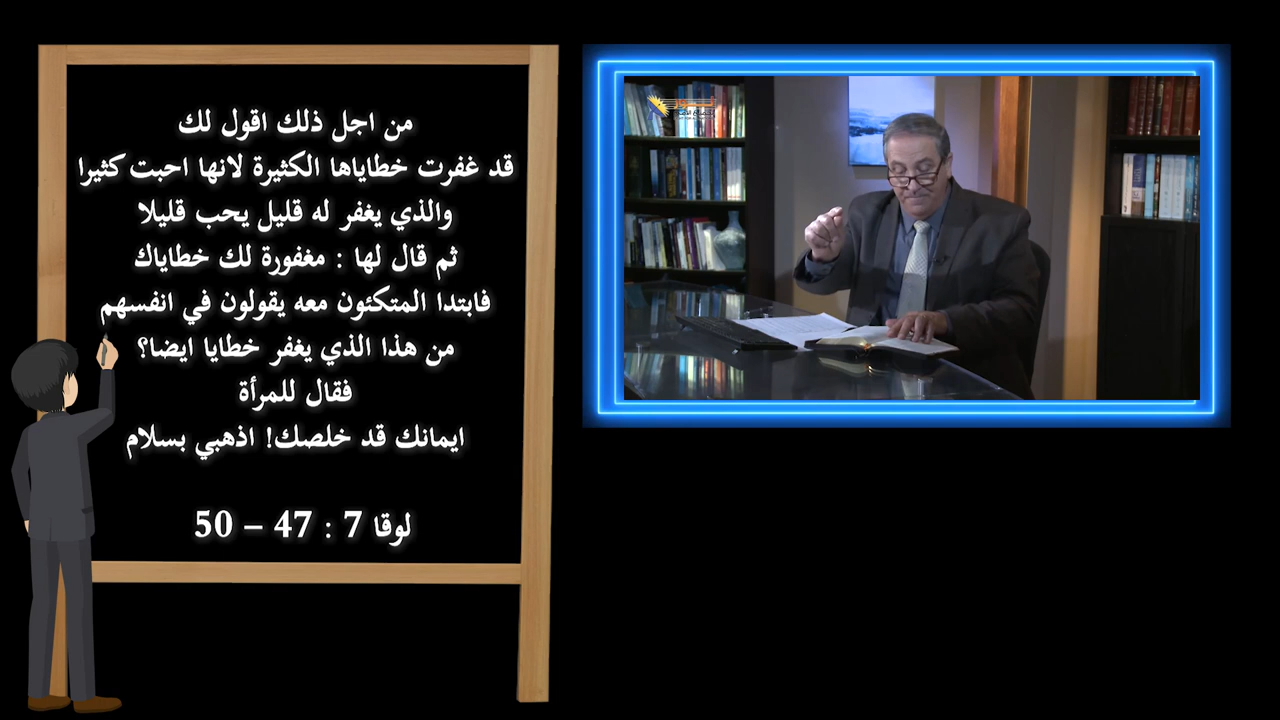 من اجل ذلك اقول لك
قد غفرت خطاياها الكثيرة لانها احبت كثيرا
والذي يغفر له قليل يحب قليلا
ثم قال لها : مغفورة لك خطاياك
فابتدا المتكئون معه يقولون في انفسهم
من هذا الذي يغفر خطايا ايضا؟
فقال للمرأة
ايمانك قد خلصك! اذهبي بسلام
لوقا 7 : 47 – 50